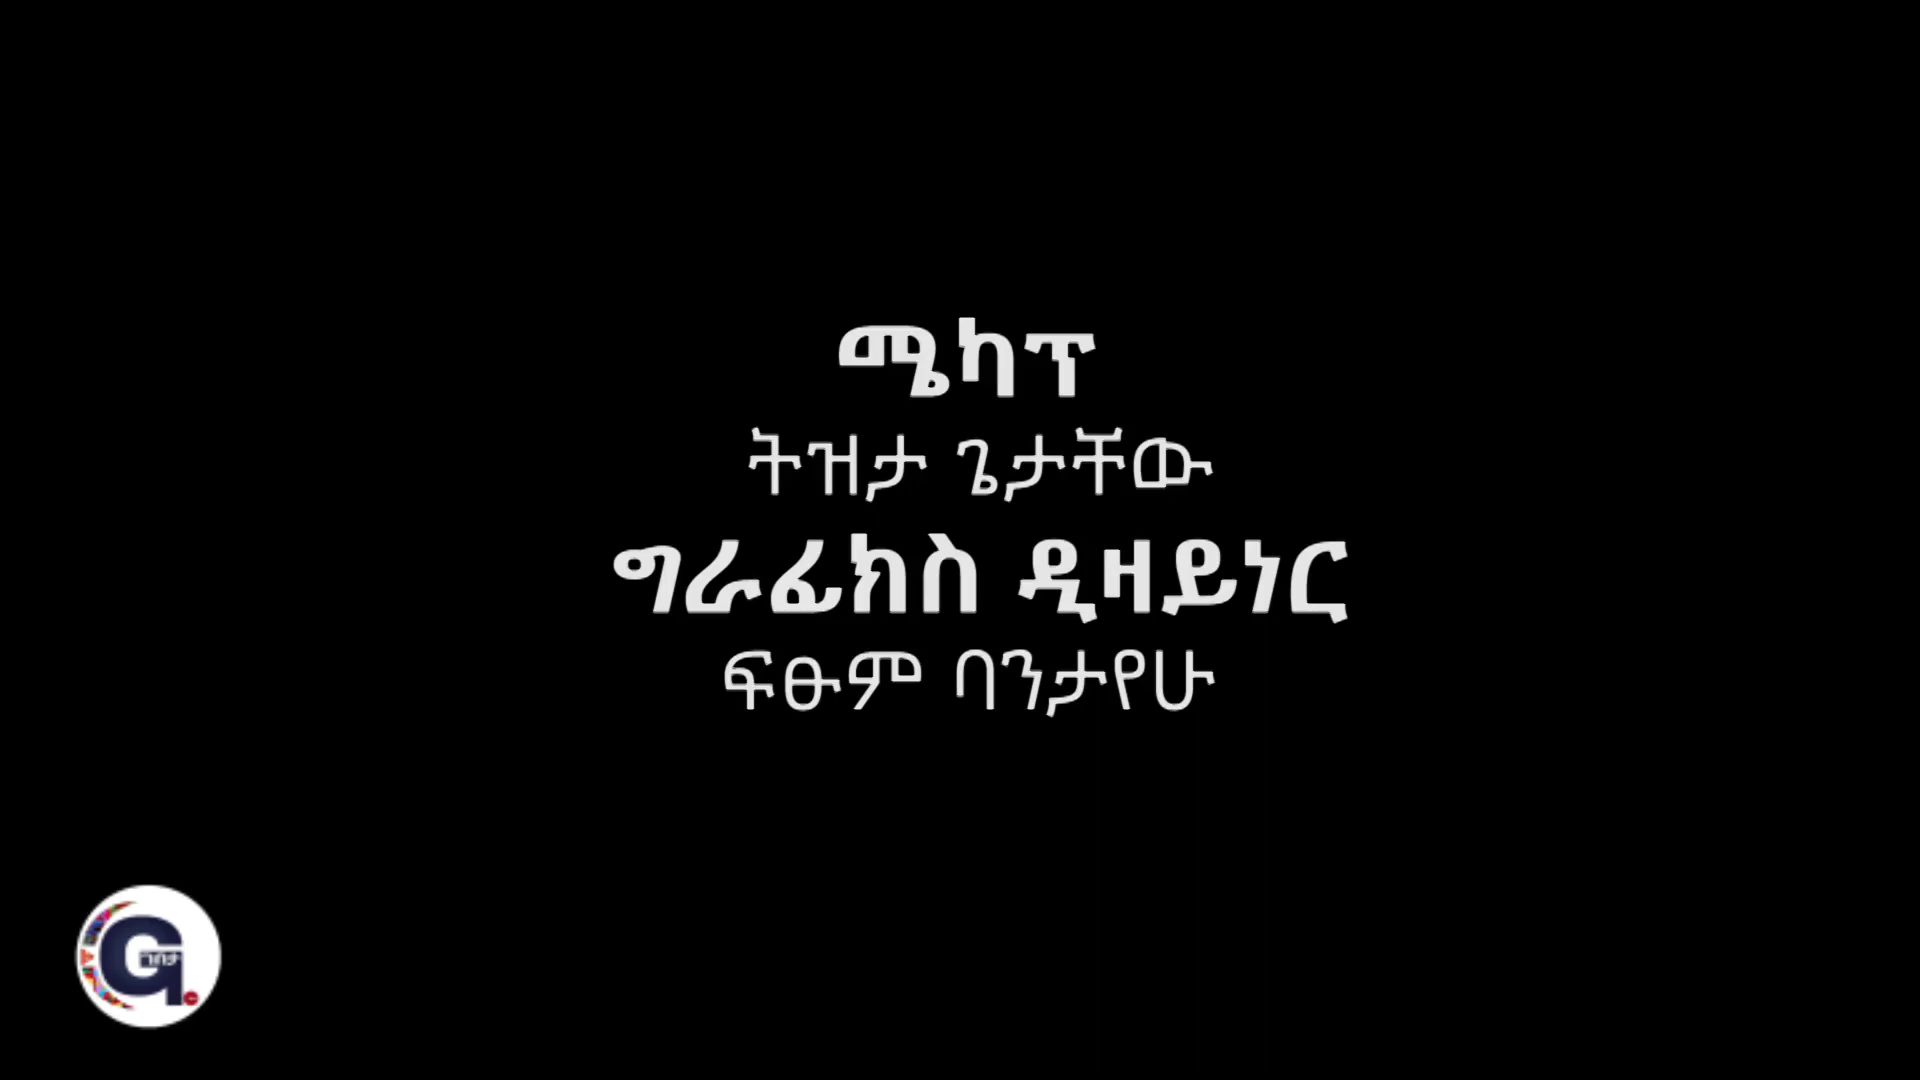 ሜካፕ
ትዝታ ጌታቸው
ግራፊክስ ዲዛይነር
ፍፁም ባንታየሁ